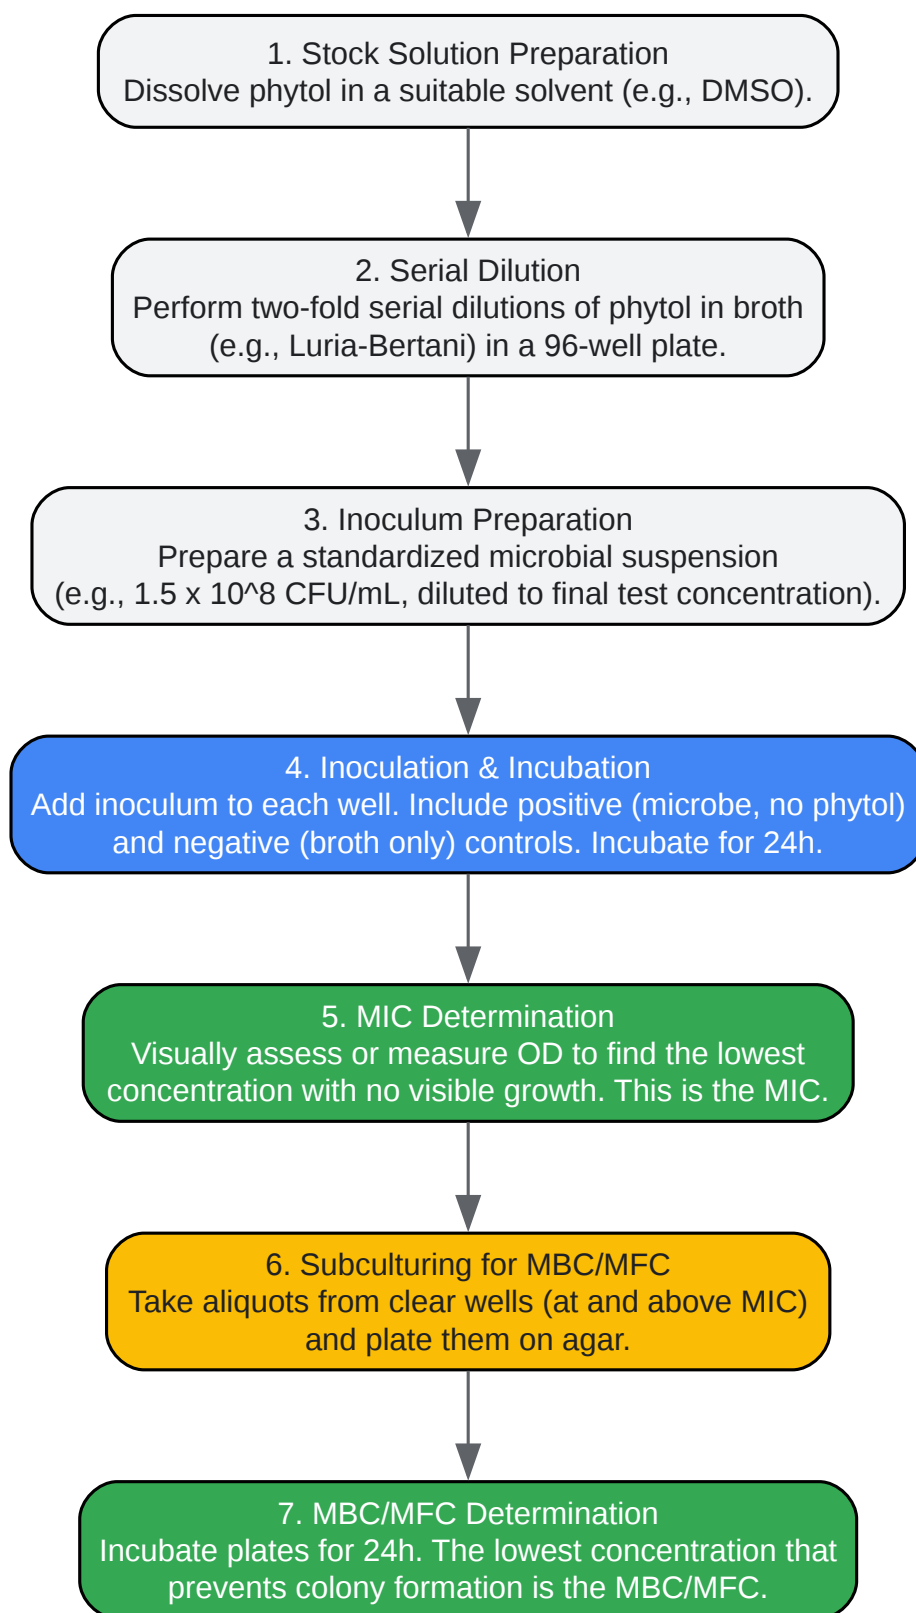 1. Stock Solution Preparation
Dissolve phytol in a suitable solvent (e.g., DMSO).
2. Serial Dilution
Perform two-fold serial dilutions of phytol in broth
(e.g., Luria-Bertani) in a 96-well plate.
3. Inoculum Preparation
Prepare a standardized microbial suspension
(e.g., 1.5 x 10^8 CFU/mL, diluted to final test concentration).
4. Inoculation & Incubation
Add inoculum to each well. Include positive (microbe, no phytol)
and negative (broth only) controls. Incubate for 24h.
5. MIC Determination
Visually assess or measure OD to find the lowest
concentration with no visible growth. This is the MIC.
6. Subculturing for MBC/MFC
Take aliquots from clear wells (at and above MIC)
and plate them on agar.
7. MBC/MFC Determination
Incubate plates for 24h. The lowest concentration that
prevents colony formation is the MBC/MFC.